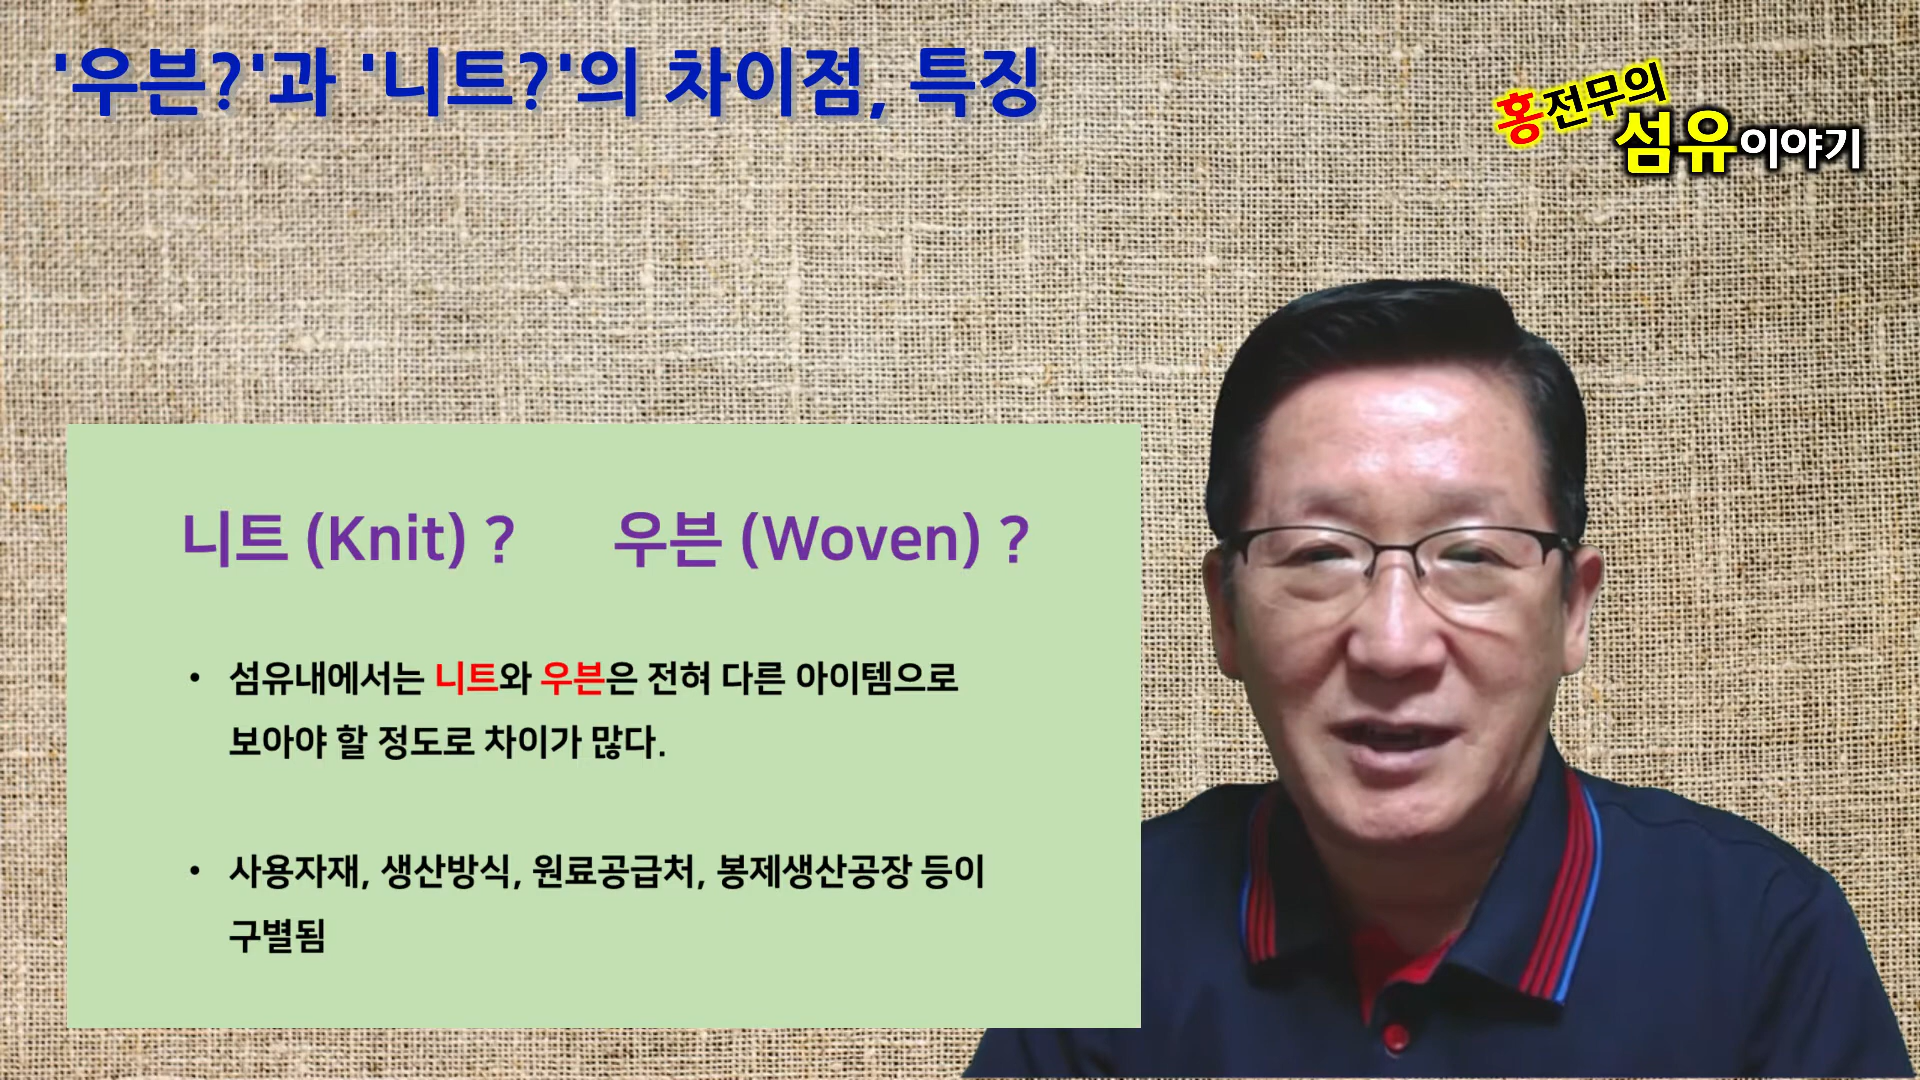 '우븐?'과 '니트?'의 차이점, 특징
홍전무의
섬유이야기
니트 (Knit) ? 우븐 (Woven) ?
• 섬유내에서는 니트와 우븐은 전혀 다른 아이템으로
보아야 할 정도로 차이가 많다.
• 사용자재, 생산방식, 원료공급처, 봉제생산공장 등이
구별됨